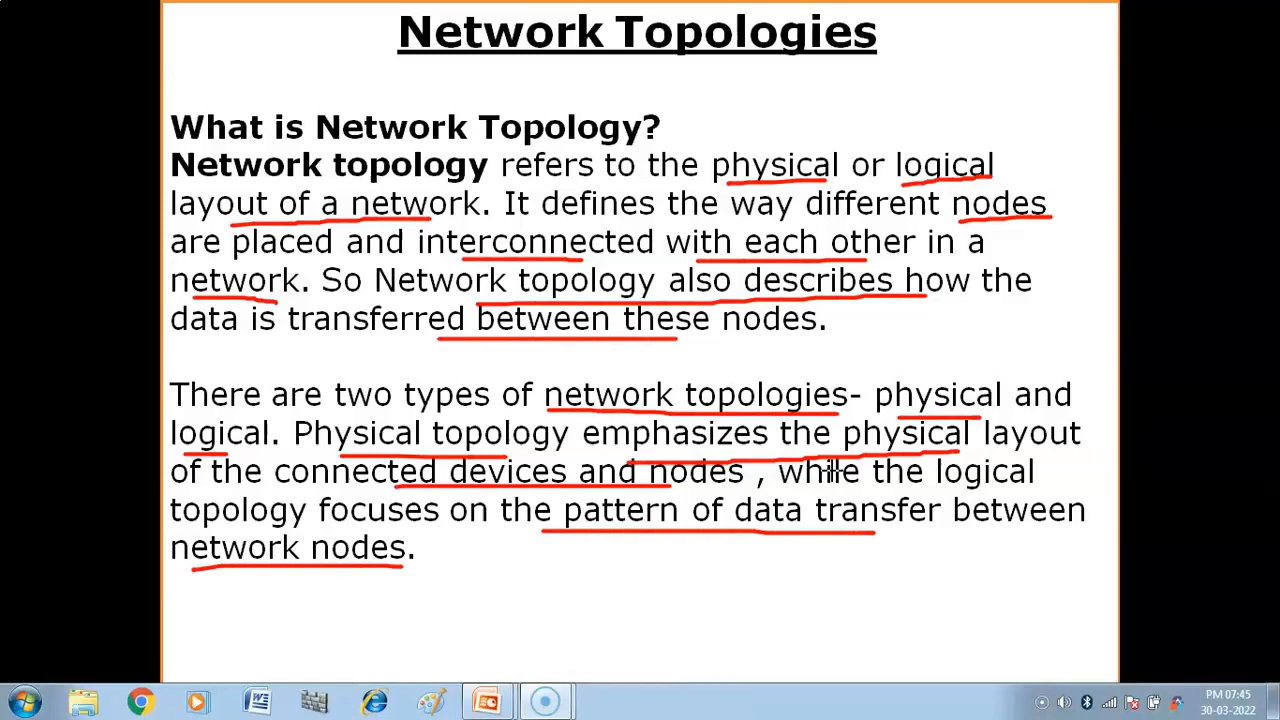 Network Topologies
What is Network Topology?
Network topology refers to the physical or logical
layout of a network. It defines the way different nodes
are placed and interconnected with each other in a
network. So Network topology also describes how the
data is transferred between these nodes.
There are two types of network topologies- physical and
logical. Physical topology emphasizes the physical layout
of the connected devices and nodes , while the logical
topology focuses on the pattern of data transfer between
network nodes.
PM 07:45
30-03-2022